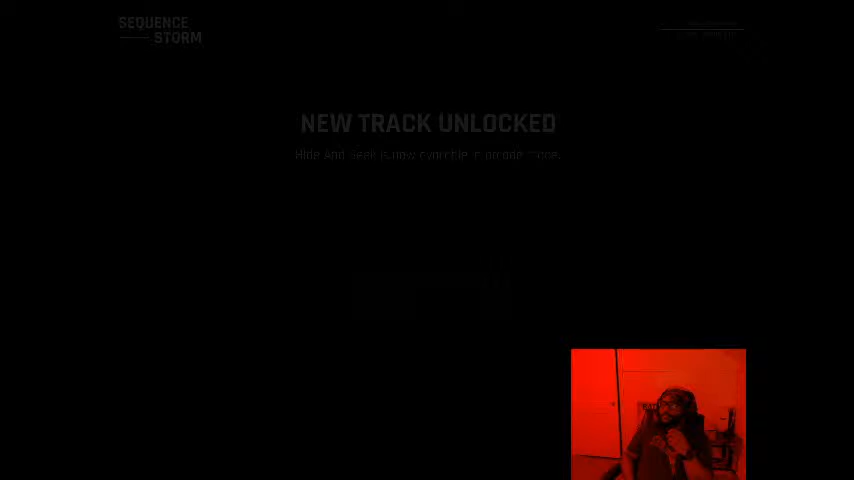 SEQUENCE
STORM
NEW TRACK UNLOCKED
Hide And Seek is now available in arcade mode.